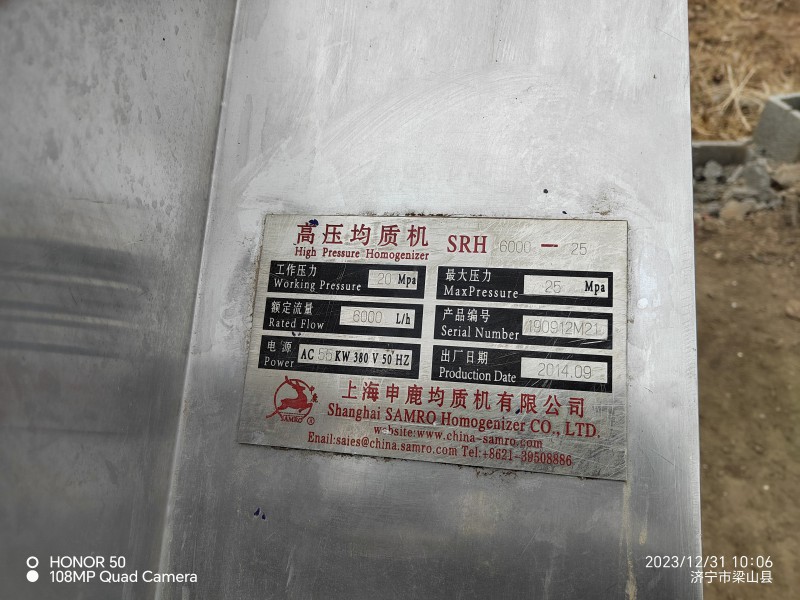 高压均质机 SRH 6000 — 25
High Pressure Homogenizer
工作压力 Working Pressure 20 Mpa
最大压力 MaxPressure 25 Mpa
额定流量 Rated Flow 6000 L/h
产品编号 Serial Number 190912M21
电源 Power AC 55 KW 380 V 50 HZ
出厂日期 Production Date 2014.09
上海申鹿均质机有限公司
Shanghai SAMRO Homogenizer CO., LTD.
website:www.china-samro.com
Enail:sales@china.samro.com Tel:+8621-39508886
申鹿
SAMRO ®
HONOR 50
108MP Quad Camera
2023/12/31 10:06
济宁市梁山县